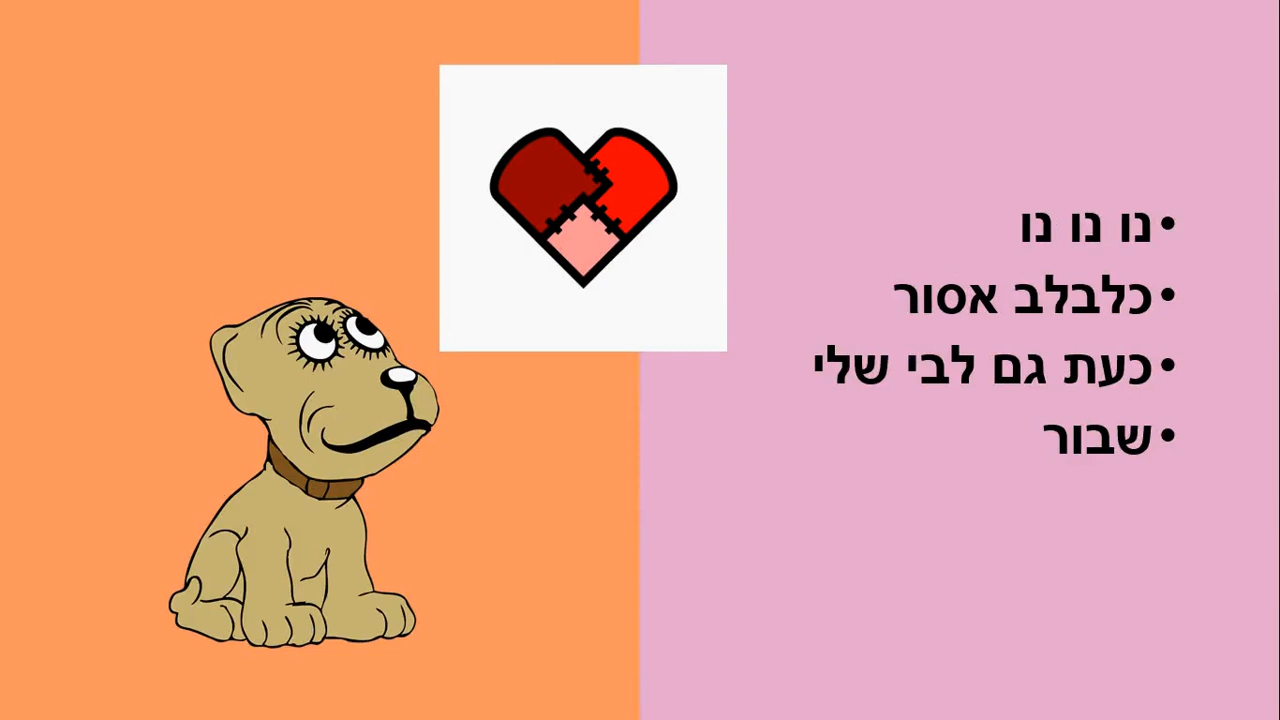 •נו נו נו
•כלבלב אסור
•כעת גם לבי שלי
•שבור